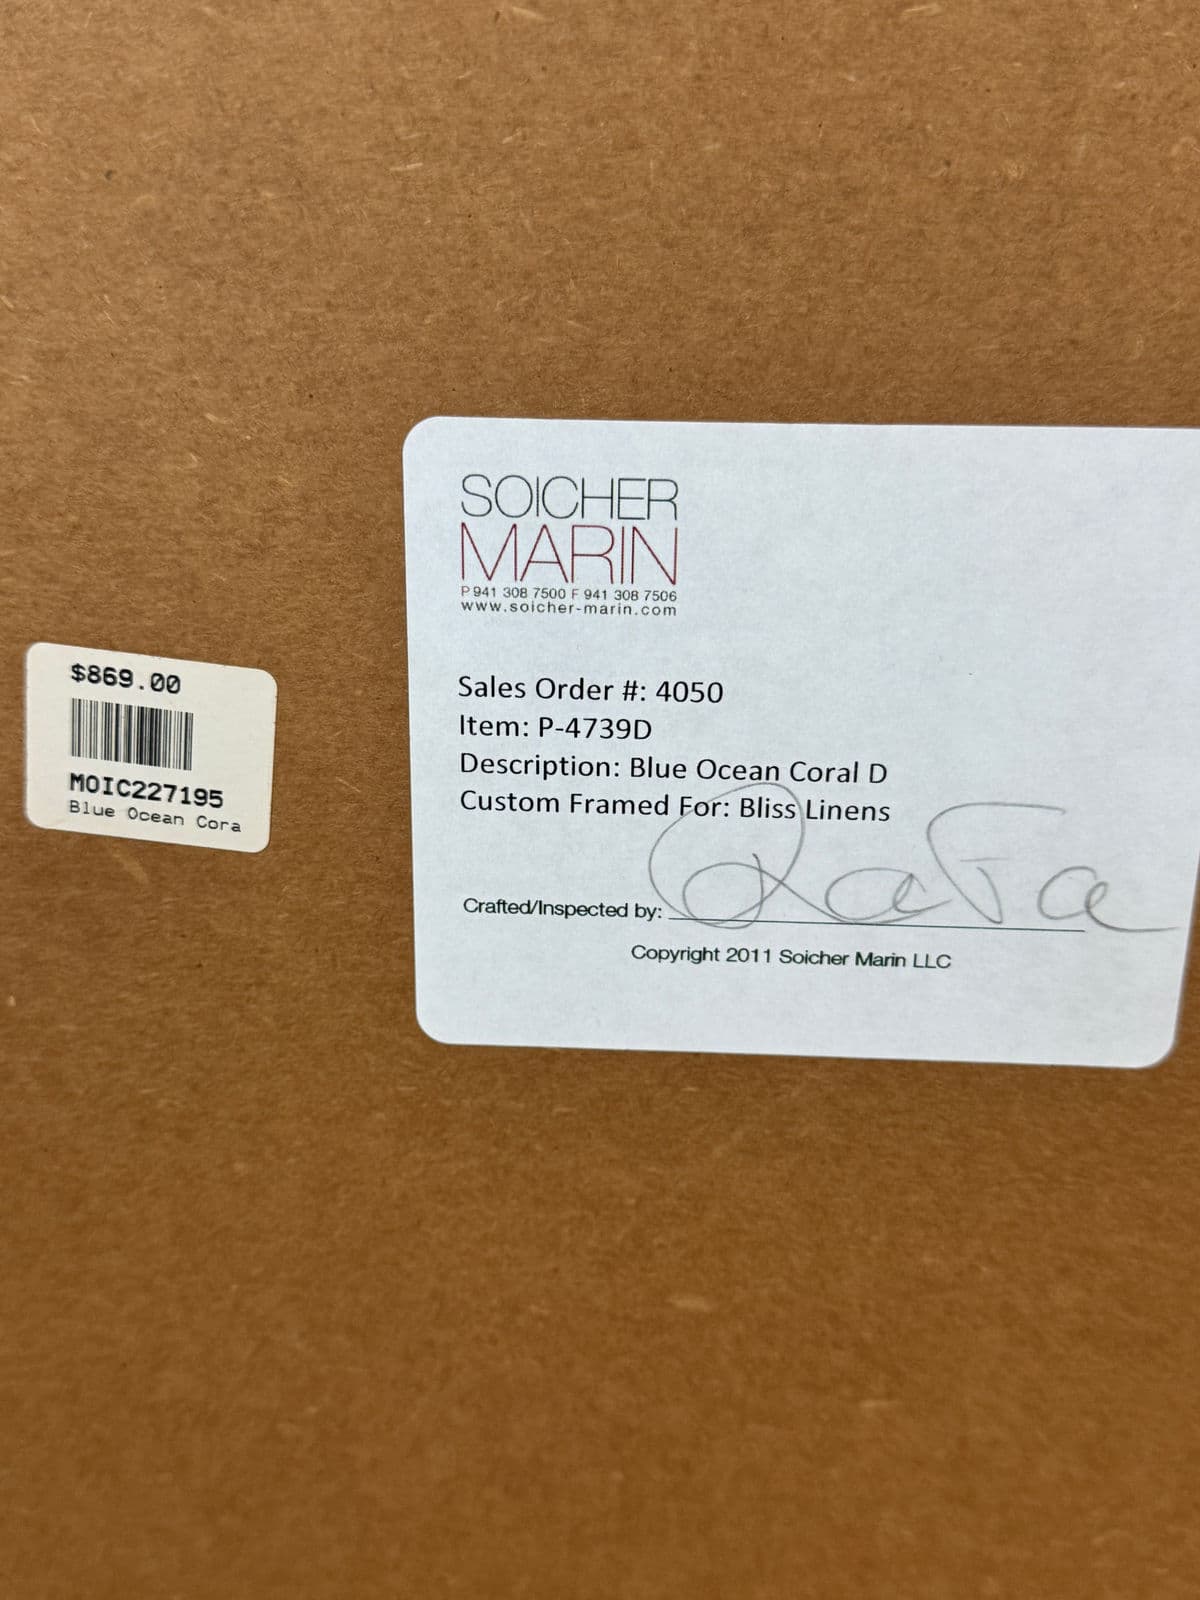 SOICHER
MARIN
P 941 308 7500 F 941 308 7506
www.soicher-marin.com
$869.00
MOIC227195
Blue Ocean Cora
Sales Order #: 4050
Item: P-4739D
Description: Blue Ocean Coral D
Custom Framed For: Bliss Linens
Crafted/Inspected by:
Copyright 2011 Soicher Marin LLC